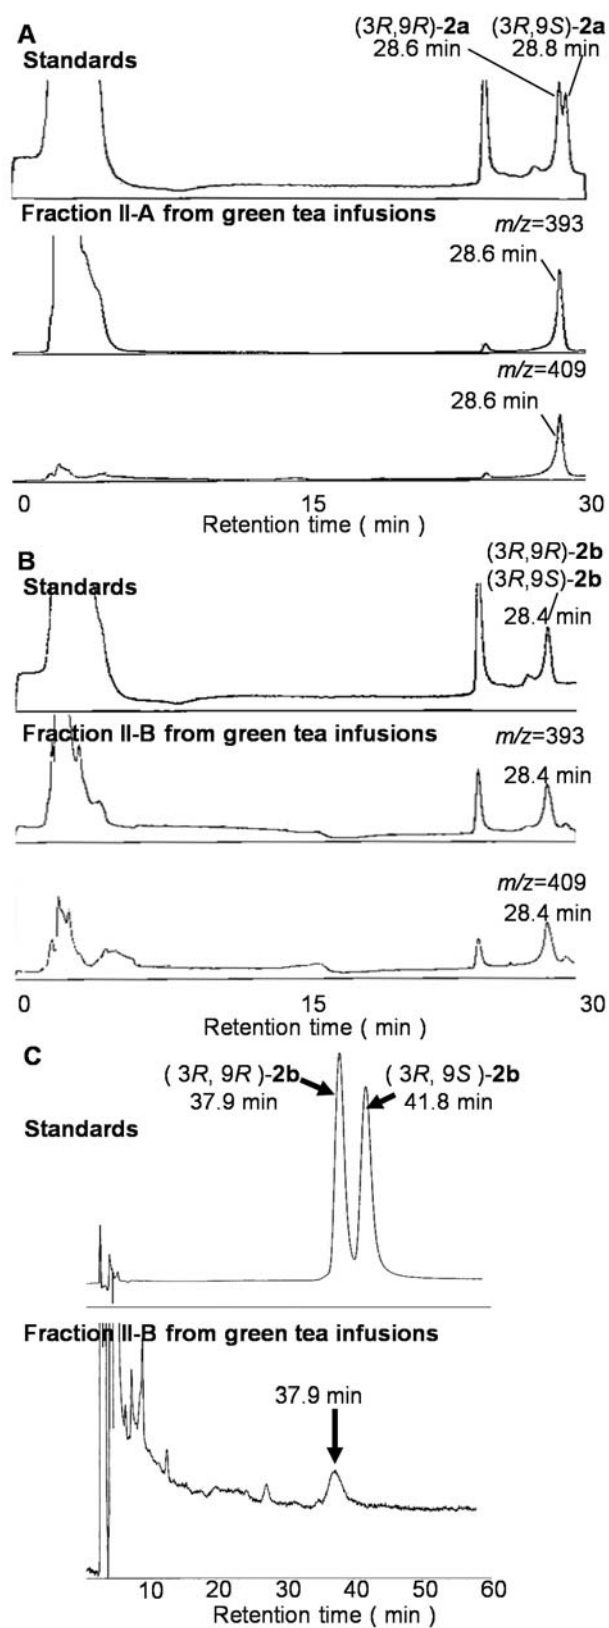 A
(3R,9R)-2a (3R,9S)-2a
28.6 min 28.8 min
Standards
Fraction II-A from green tea infusions
m/z=393
28.6 min
m/z=409
28.6 min
0 15 30
Retention time ( min )
B
(3R,9R)-2b
Standards
(3R,9S)-2b
28.4 min
Fraction II-B from green tea infusions
m/z=393
28.4 min
m/z=409
28.4 min
0 15 30
Retention time ( min )
C
( 3R, 9R )-2b ( 3R, 9S )-2b
37.9 min 41.8 min
Standards
Fraction II-B from green tea infusions
37.9 min
10 20 30 40 50 60
Retention time ( min )